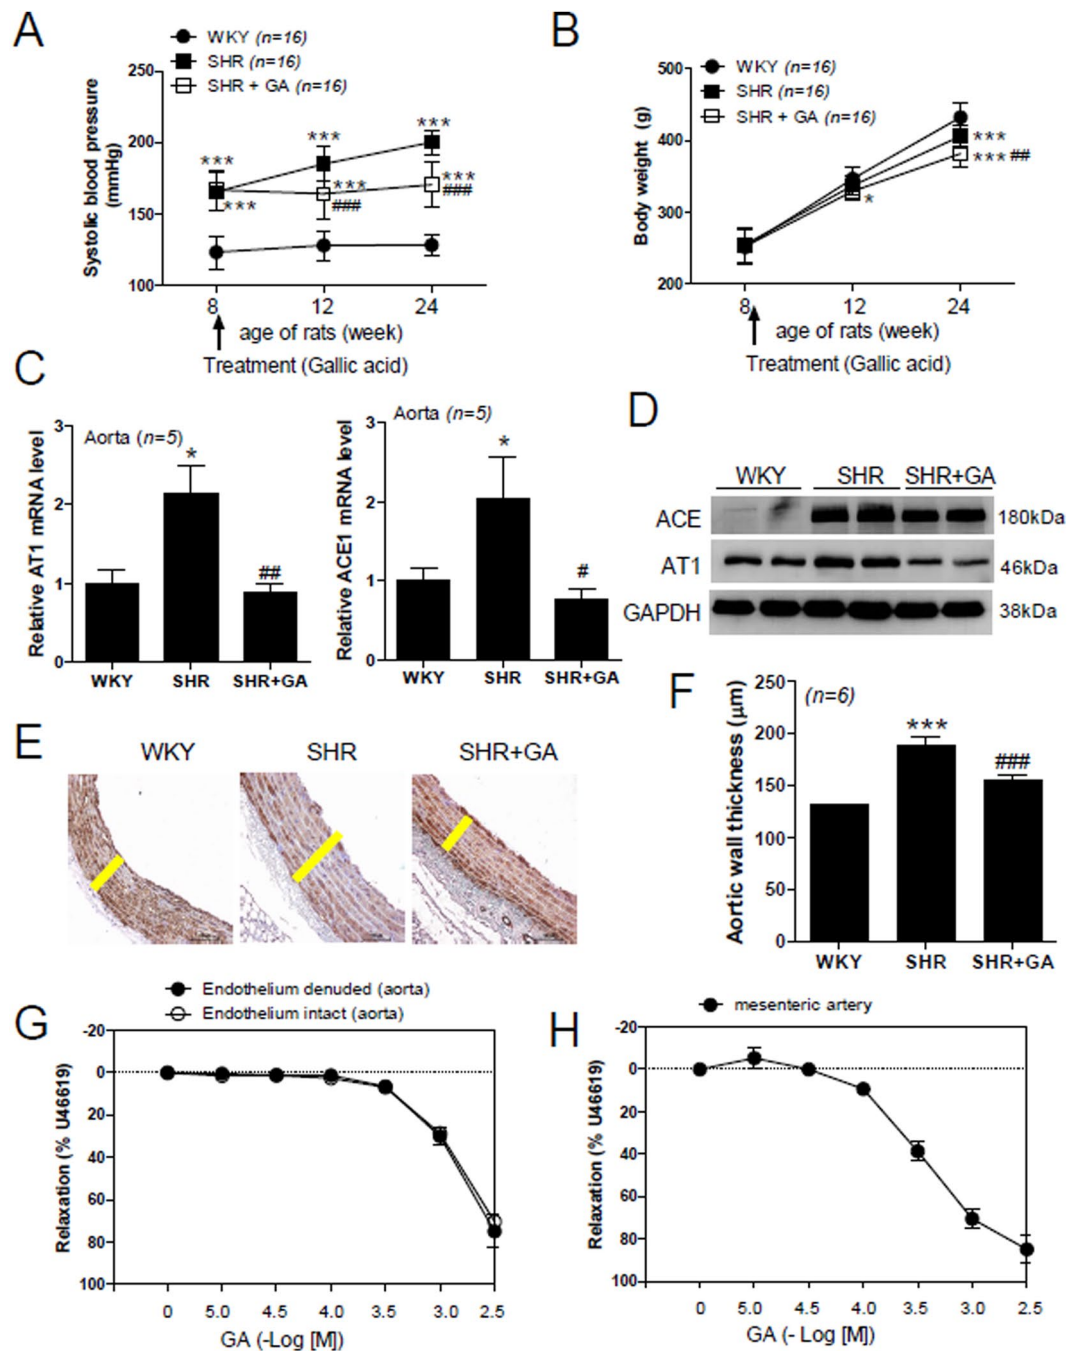 A
WKY (n=16)
SHR (n=16)
SHR + GA (n=16)
Systolic blood pressure
(mmHg)
250
200
150
100
***
***
***
***
***
###
***
###
8
12
24
age of rats (week)
Treatment (Gallic acid)
B
WKY (n=16)
SHR (n=16)
SHR + GA (n=16)
Body weight (g)
500
400
300
200
*
***
*** ##
8
12
24
age of rats (week)
Treatment (Gallic acid)
C
Relative AT1 mRNA level
Aorta (n=5)
3
2
1
0
*
##
WKY
SHR
SHR+GA
Relative ACE1 mRNA level
Aorta (n=5)
3
2
1
0
*
#
WKY
SHR
SHR+GA
D
WKY
SHR
SHR+GA
ACE
180kDa
AT1
46kDa
GAPDH
38kDa
E
WKY
SHR
SHR+GA
F
Aortic wall thickness (μm)
(n=6)
250
200
150
100
50
0
***
###
WKY
SHR
SHR+GA
G
Endothelium denuded (aorta)
Endothelium intact (aorta)
Relaxation (% U46619)
-20
0
20
40
60
80
100
0
5.0
4.5
4.0
3.5
3.0
2.5
GA (-Log [M])
H
mesenteric artery
Relaxation (% U46619)
-20
0
20
40
60
80
100
0
5.0
4.5
4.0
3.5
3.0
2.5
GA (- Log [M])